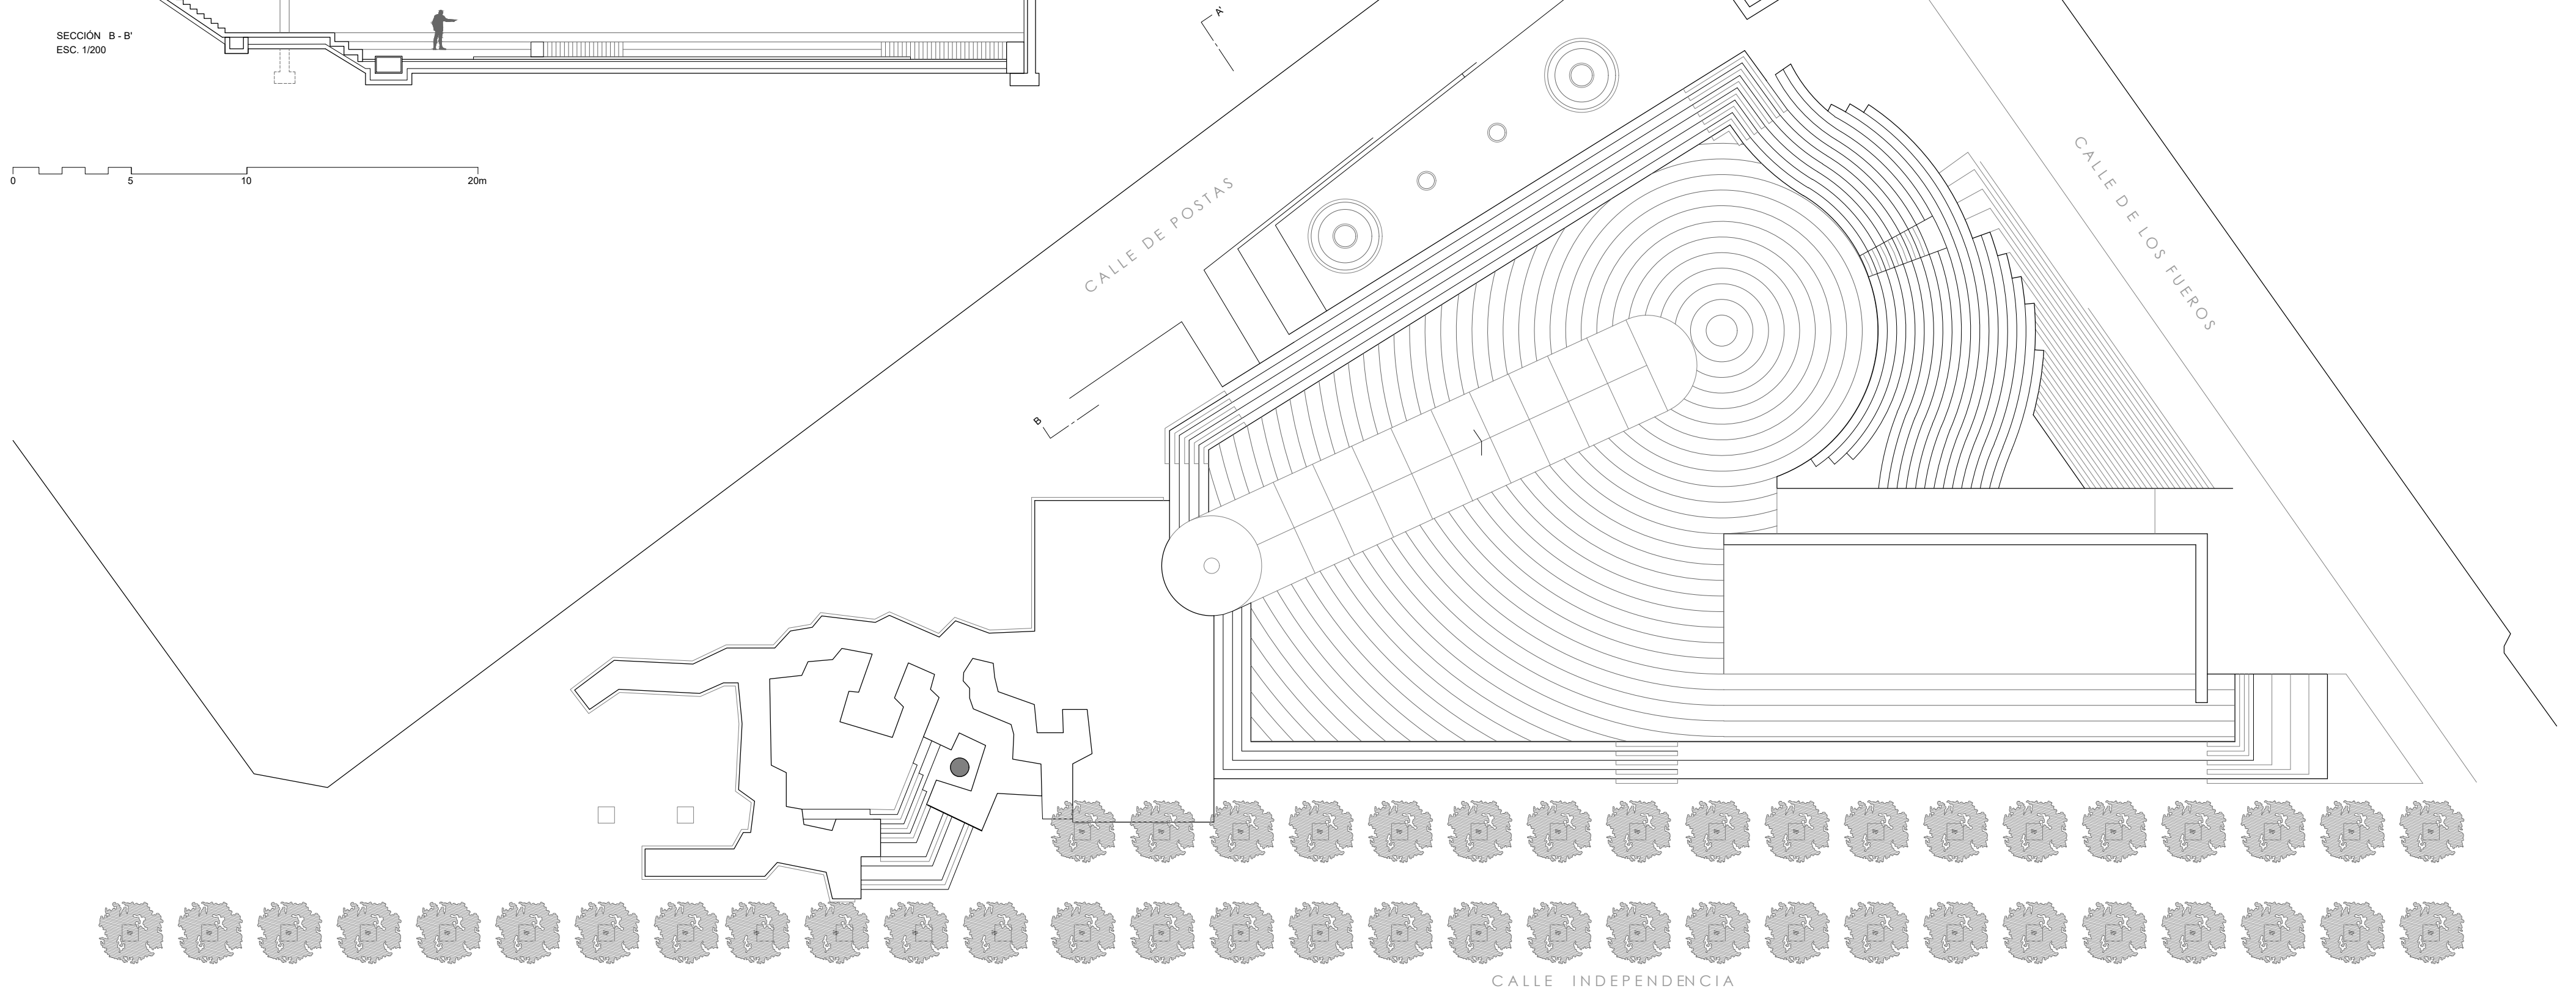 SECCIÓN B - B'
ESC. 1/200
0 5 10 20m
A'
CALLE DE POSTAS
CALLE DE LOS FUEROS
B
CALLE INDEPENDENCIA